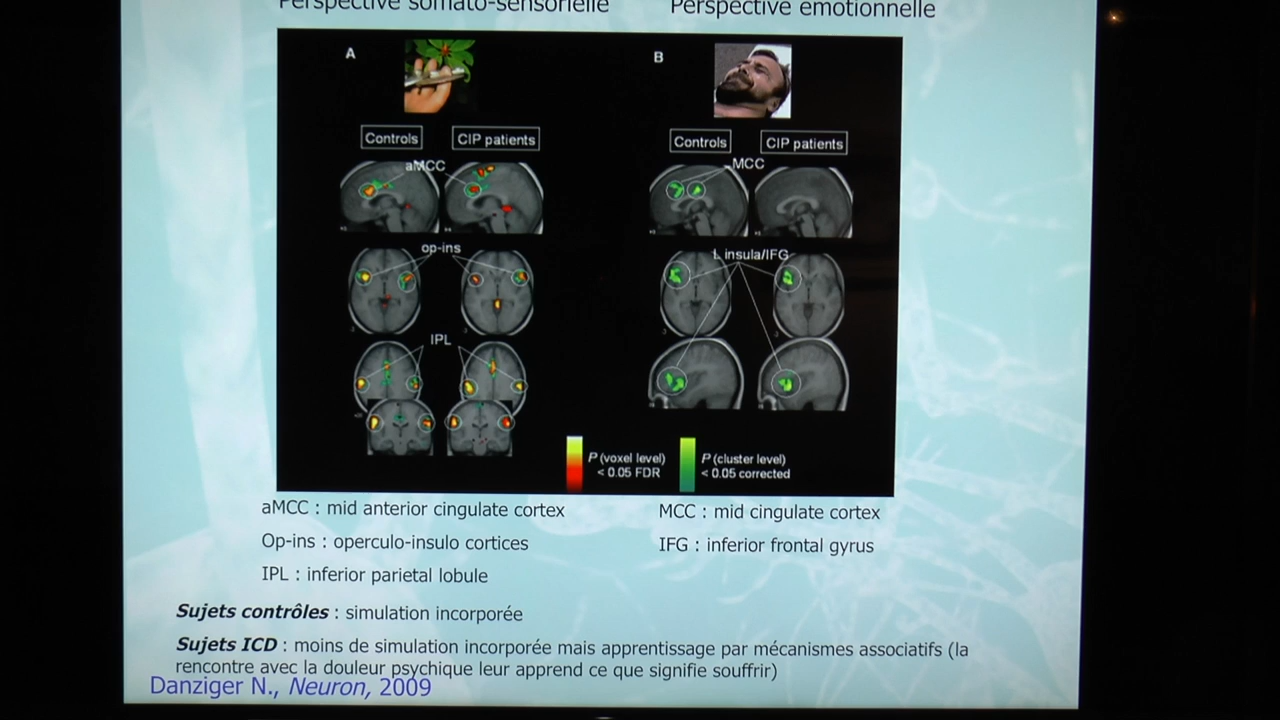 Perspective somato-sensorielle Perspective émotionnelle
A B
Controls CIP patients Controls CIP patients
aMCC MCC
op-ins L insula/IFG
IPL
P (voxel level) < 0.05 FDR
P (cluster level) < 0.05 corrected
aMCC : mid anterior cingulate cortex
MCC : mid cingulate cortex
Op-ins : operculo-insulo cortices
IFG : inferior frontal gyrus
IPL : inferior parietal lobule
Sujets contrôles : simulation incorporée
Sujets ICD : moins de simulation incorporée mais apprentissage par mécanismes associatifs (la
rencontre avec la douleur psychique leur apprend ce que signifie souffrir)
Danziger N., Neuron, 2009